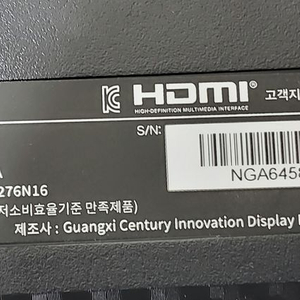 HDMI 고객지
HIGH-DEFINITION MULTIMEDIA INTERFACE
S/N:
NGA6458
276N16
저소비효율기준 만족제품)
제조사 : Guangxi Century Innovation Display